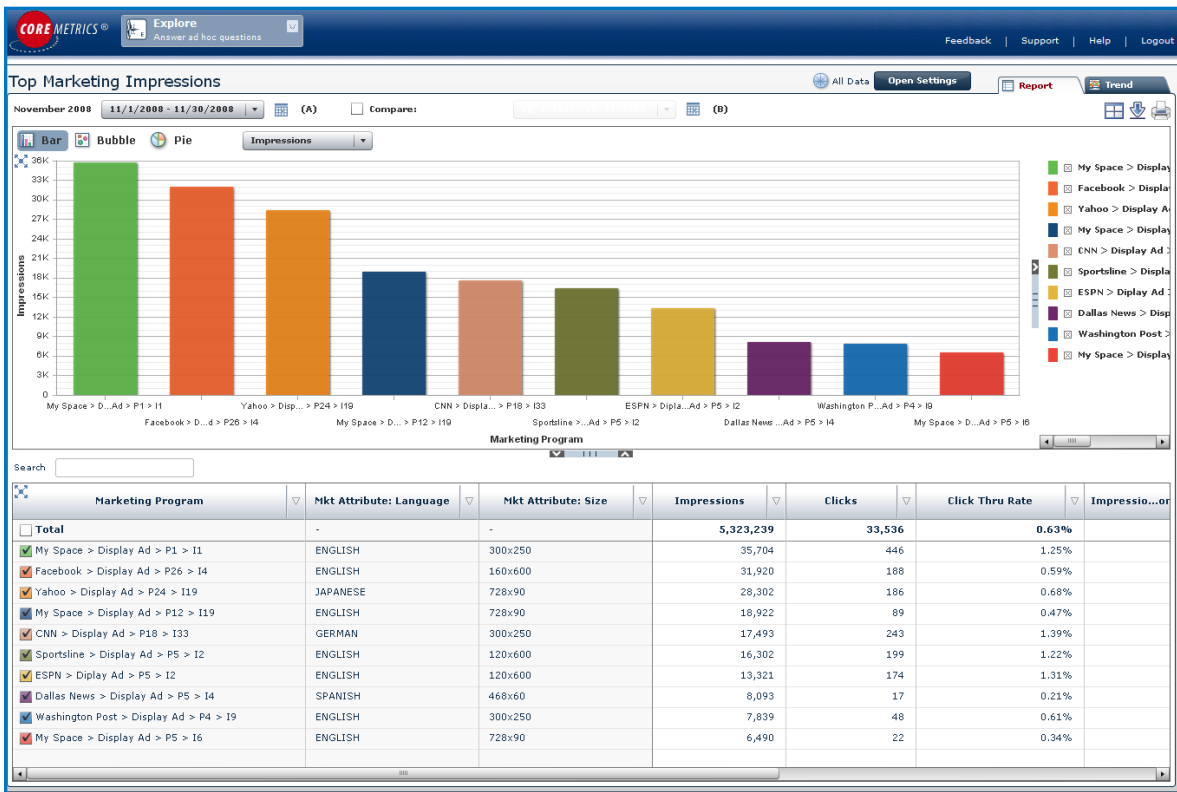 CORE METRICS ®
Explore
Answer ad hoc questions
Feedback | Support | Help | Logout
Top Marketing Impressions
All Data
Open Settings
Report
Trend
November 2008
11/1/2008 - 11/30/2008
(A)
Compare:
(B)
Bar
Bubble
Pie
Impressions
36K
33K
30K
27K
24K
21K
18K
15K
12K
9K
6K
3K
0
Impressions
My Space > D...Ad > P1 > I1
Yahoo > Disp... > P24 > I19
CNN > Displa... > P18 > I33
ESPN > Dipla...Ad > P5 > I2
Washington P...Ad > P4 > I9
Facebook > D...d > P26 > I4
My Space > D... > P12 > I19
Sportsline >...Ad > P5 > I2
Dallas News ...Ad > P5 > I4
My Space > D...Ad > P5 > I6
Marketing Program
My Space > Display
Facebook > Displa
Yahoo > Display A
My Space > Display
CNN > Display Ad >
Sportsline > Displa
ESPN > Diplay Ad
Dallas News > Disp
Washington Post >
My Space > Display
Search
Marketing Program Mkt Attribute: Language Mkt Attribute: Size Impressions Clicks Click Thru Rate Impressio...or
Total - - 5,323,239 33,536 0.63%
My Space > Display Ad > P1 > I1 ENGLISH 300x250 35,704 446 1.25%
Facebook > Display Ad > P26 > I4 ENGLISH 160x600 31,920 188 0.59%
Yahoo > Display Ad > P24 > I19 JAPANESE 728x90 28,302 186 0.68%
My Space > Display Ad > P12 > I19 ENGLISH 728x90 18,922 89 0.47%
CNN > Display Ad > P18 > I33 GERMAN 300x250 17,493 243 1.39%
Sportsline > Display Ad > P5 > I2 ENGLISH 120x600 16,302 199 1.22%
ESPN > Diplay Ad > P5 > I2 ENGLISH 120x600 13,321 174 1.31%
Dallas News > Display Ad > P5 > I4 SPANISH 468x60 8,093 17 0.21%
Washington Post > Display Ad > P4 > I9 ENGLISH 300x250 7,839 48 0.61%
My Space > Display Ad > P5 > I6 ENGLISH 728x90 6,490 22 0.34%